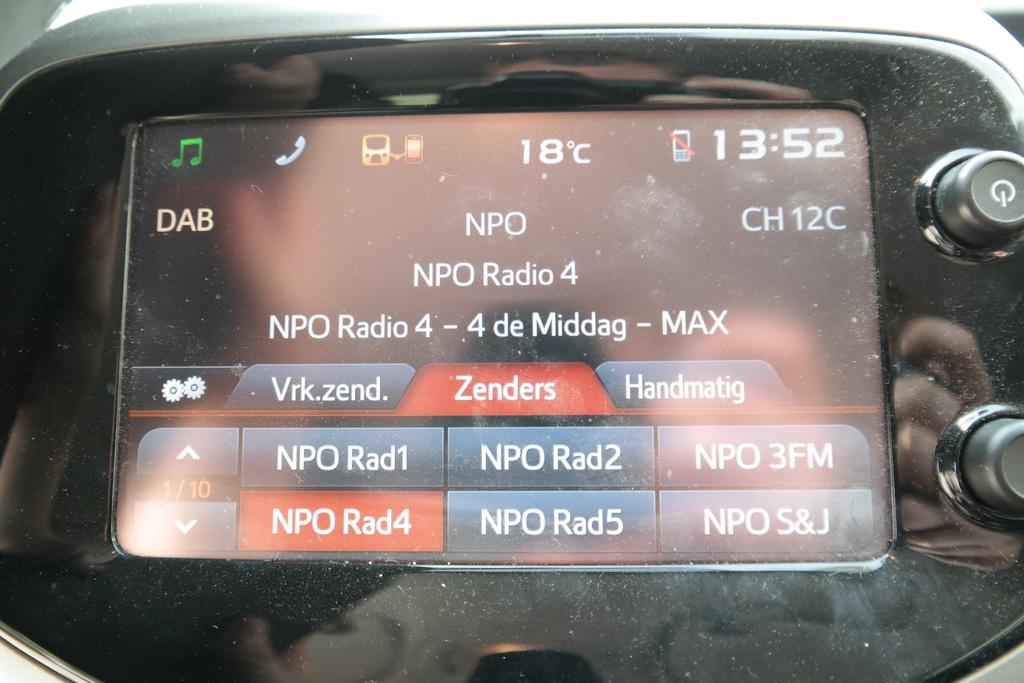 18°C 13:52
DAB NPO CH 12C
NPO Radio 4
NPO Radio 4 - 4 de Middag - MAX
Vrk.zend. Zenders Handmatig
NPO Rad1 NPO Rad2 NPO 3FM
1/10
NPO Rad4 NPO Rad5 NPO S&J